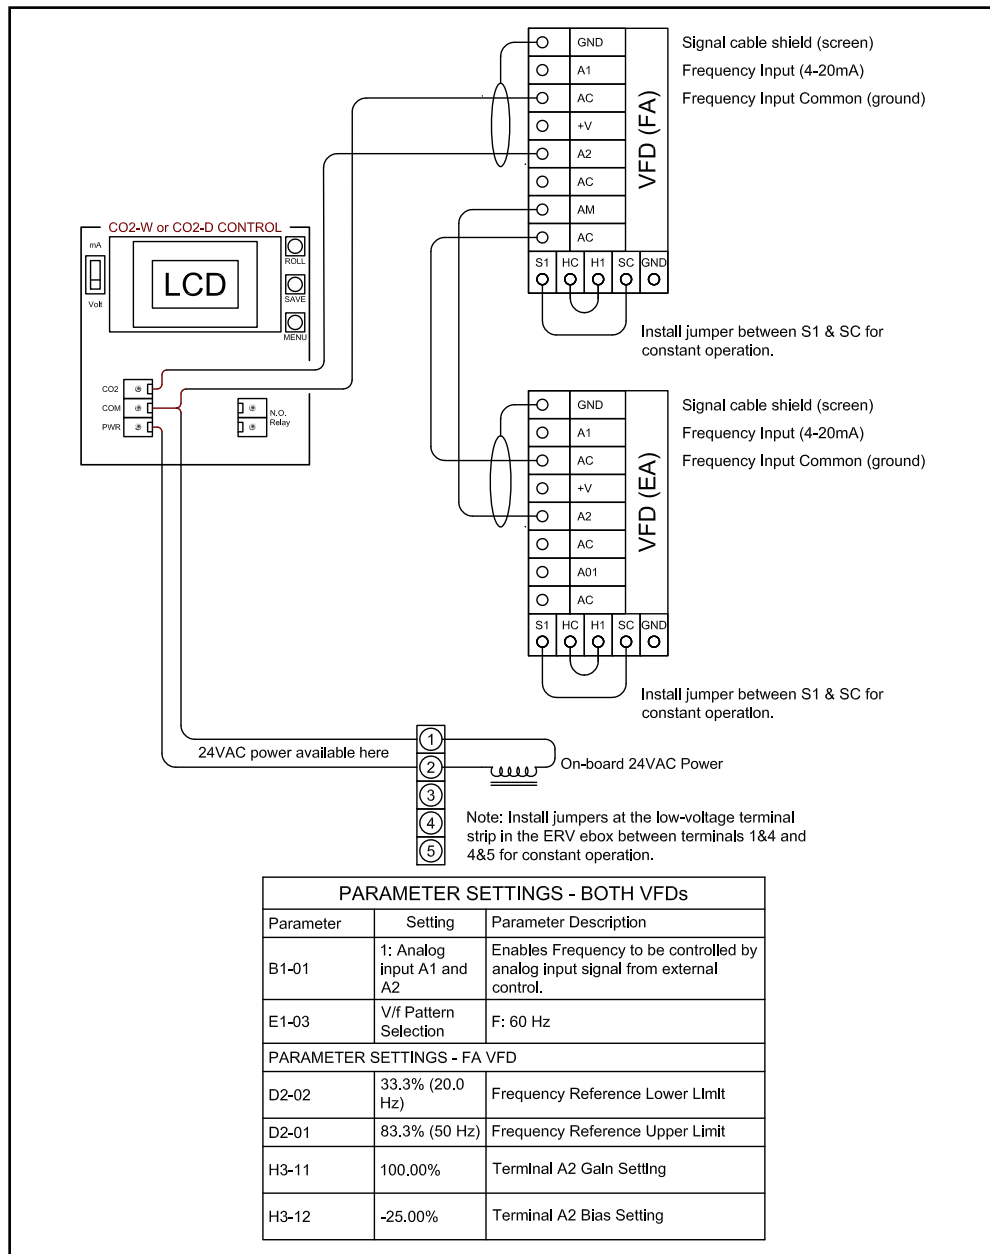 GND
Signal cable shield (screen)
A1
Frequency Input (4-20mA)
AC
Frequency Input Common (ground)
+V
A2
AC
AM
AC
VFD (FA)
S1 HC H1 SC GND
Install jumper between S1 & SC for
constant operation.
CO2-W or CO2-D CONTROL
mA
Volt
LCD
ROLL
SAVE
MENU
CO2
COM
PWR
N.O.
Relay
GND
Signal cable shield (screen)
A1
Frequency Input (4-20mA)
AC
Frequency Input Common (ground)
+V
A2
AC
A01
AC
VFD (EA)
S1 HC H1 SC GND
Install jumper between S1 & SC for
constant operation.
24VAC power available here
1
2
3
4
5
On-board 24VAC Power
Note: Install jumpers at the low-voltage terminal
strip in the ERV ebox between terminals 1&4 and
4&5 for constant operation.
PARAMETER SETTINGS - BOTH VFDs
Parameter Setting Parameter Description
B1-01
1: Analog
input A1 and
A2
Enables Frequency to be controlled by
analog input signal from external
control.
E1-03
V/f Pattern
Selection
F: 60 Hz
PARAMETER SETTINGS - FA VFD
D2-02
33.3% (20.0
Hz)
Frequency Reference Lower Limit
D2-01 83.3% (50 Hz) Frequency Reference Upper Limit
H3-11 100.00% Terminal A2 Gain Setting
H3-12 -25.00% Terminal A2 Bias Setting